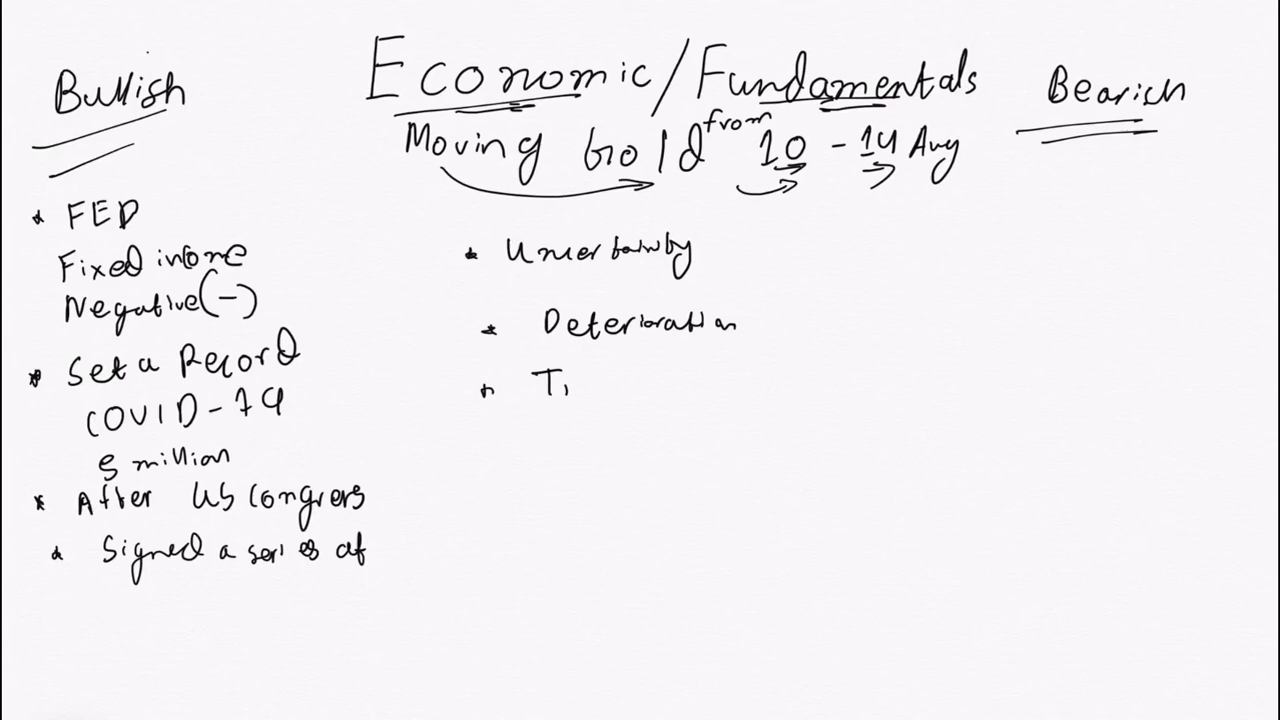 Economic/Fundamentals
Moving Gold from 10 - 14 Aug
Bullish
* FED
Fixed income
Negative (-)
* Set a Record
COVID-19
5 million
* After US Congress
* Signed a series of
* Uncertainty
* Deterioration
* T
Bearish